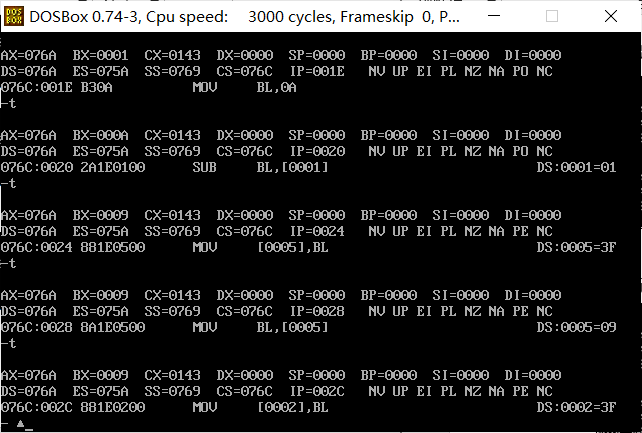 DOSBox 0.74-3, Cpu speed: 3000 cycles, Frameskip 0, P...
AX=076A BX=0001 CX=0143 DX=0000 SP=0000 BP=0000 SI=0000 DI=0000
DS=076A ES=075A SS=0769 CS=076C IP=001E NV UP EI PL NZ NA PO NC
076C:001E B30A MOV BL,0A
-t
AX=076A BX=000A CX=0143 DX=0000 SP=0000 BP=0000 SI=0000 DI=0000
DS=076A ES=075A SS=0769 CS=076C IP=0020 NV UP EI PL NZ NA PO NC
076C:0020 2A1E0100 SUB BL,[0001] DS:0001=01
-t
AX=076A BX=0009 CX=0143 DX=0000 SP=0000 BP=0000 SI=0000 DI=0000
DS=076A ES=075A SS=0769 CS=076C IP=0024 NV UP EI PL NZ NA PE NC
076C:0024 881E0500 MOV [0005],BL DS:0005=3F
-t
AX=076A BX=0009 CX=0143 DX=0000 SP=0000 BP=0000 SI=0000 DI=0000
DS=076A ES=075A SS=0769 CS=076C IP=0028 NV UP EI PL NZ NA PE NC
076C:0028 8A1E0500 MOV BL,[0005] DS:0005=09
-t
AX=076A BX=0009 CX=0143 DX=0000 SP=0000 BP=0000 SI=0000 DI=0000
DS=076A ES=075A SS=0769 CS=076C IP=002C NV UP EI PL NZ NA PE NC
076C:002C 881E0200 MOV [0002],BL DS:0002=3F
- ▲_